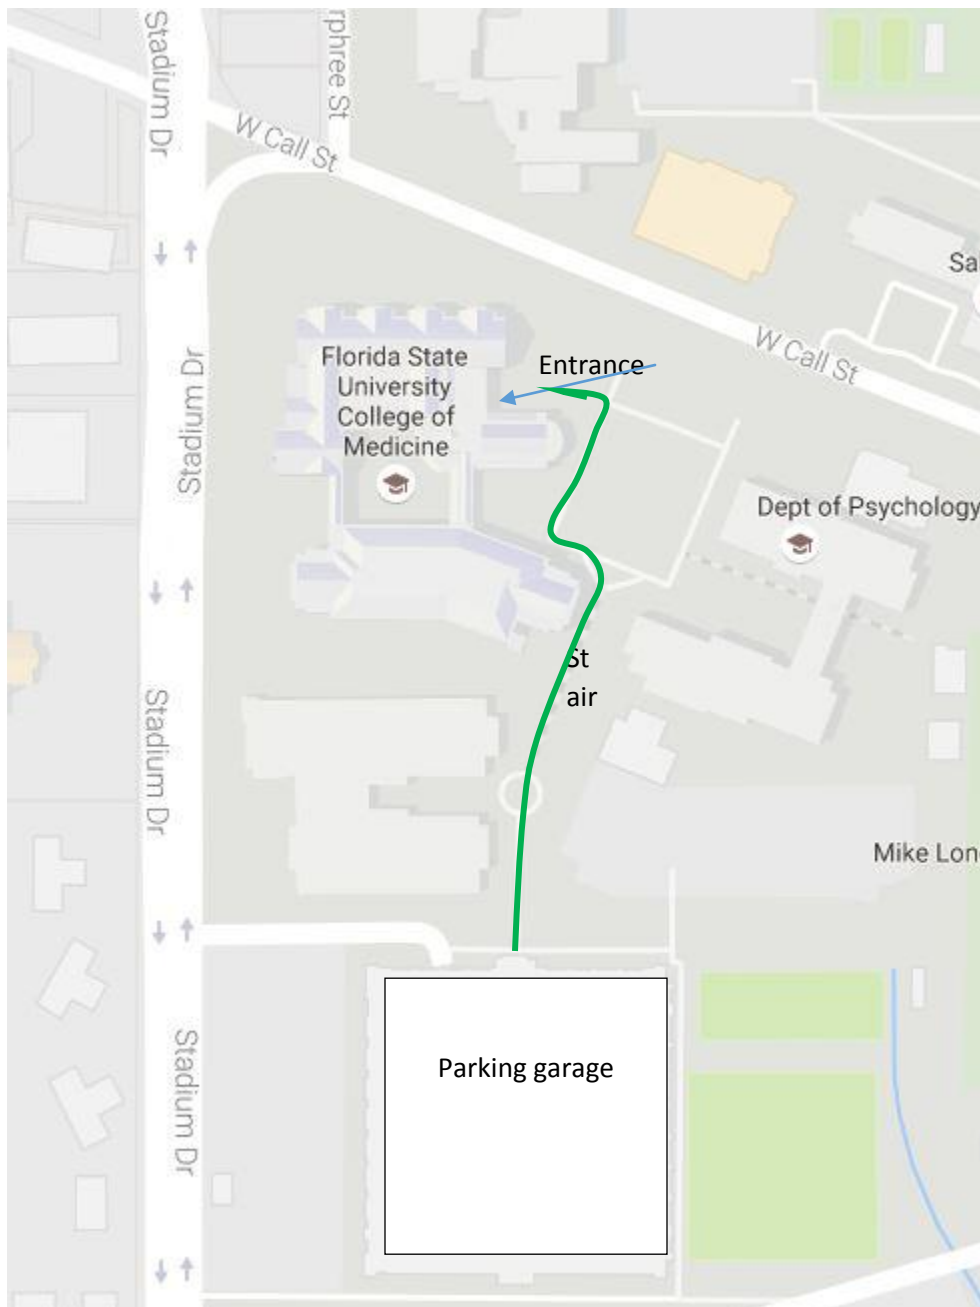 Stadium Dr
rphree St
W Call St
Sa
W Call St
Stadium Dr
Florida State
University
College of
Medicine
Entrance
Dept of Psychology
St
air
Stadium Dr
Mike Lon
Stadium Dr
Parking garage